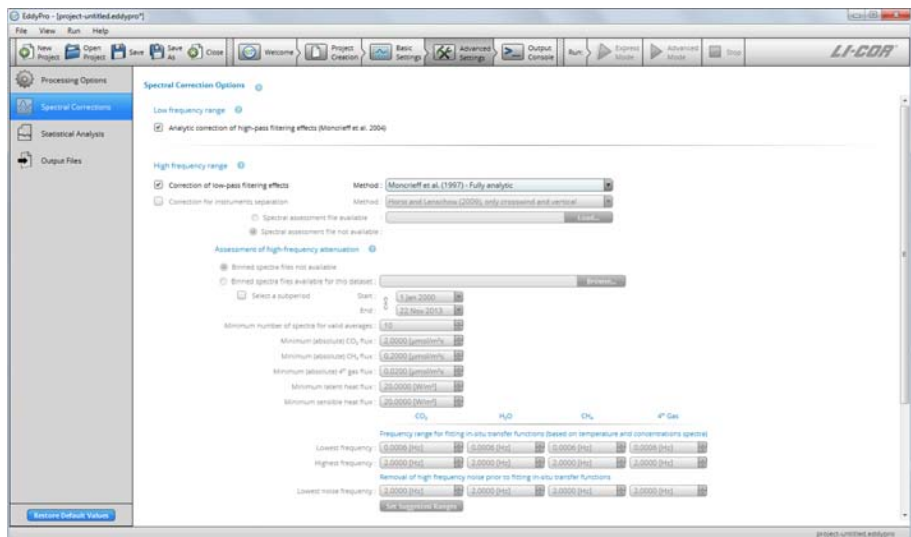 EddyPro - [project-untitled.eddypro*]
File View Run Help
New Project
Open Project
Save
Save As
Close
Welcome
Project Creation
Basic Settings
Advanced Settings
Output Console
Run:
Express Mode
Advanced Mode
Stop
LI-COR
Processing Options
Spectral Corrections
Statistical Analysis
Output Files
Spectral Correction Options
Low frequency range
Analytic correction of high-pass filtering effects (Moncrieff et al. 2004)
High frequency range
Correction of low-pass filtering effects Method : Moncrieff et al. (1997) - Fully analytic
Correction for instruments separation Method : Horst and Lenschow (2009), only crosswind and vertical
Spectral assessment file available : Load...
Spectral assessment file not available :
Assessment of high-frequency attenuation
Binned spectra files not available
Binned spectra files available for this dataset : Browse...
Select a subperiod Start : 1 Jan 2000
End : 22 Nov 2013
Minimum number of spectra for valid averages : 10
Minimum (absolute) CO₂ flux : 2.0000 [μmol/m²s
Minimum (absolute) CH₄ flux : 0.2000 [μmol/m²s
Minimum (absolute) 4ᵗʰ gas flux : 0.0200 [μmol/m²s
Minimum latent heat flux : 20.0000 [W/m²]
Minimum sensible heat flux : 20.0000 [W/m²]
CO₂ H₂O CH₄ 4ᵗʰ Gas
Frequency range for fitting in-situ transfer functions (based on temperature and concentrations spectra)
Lowest frequency : 0.0006 [Hz] 0.0006 [Hz] 0.0006 [Hz] 0.0006 [Hz]
Highest frequency : 2.0000 [Hz] 2.0000 [Hz] 2.0000 [Hz] 2.0000 [Hz]
Removal of high frequency noise prior to fitting in-situ transfer functions
Lowest noise frequency : 2.0000 [Hz] 2.0000 [Hz] 2.0000 [Hz] 2.0000 [Hz]
Set Suggested Ranges
Restore Default Values
project-untitled.eddypro